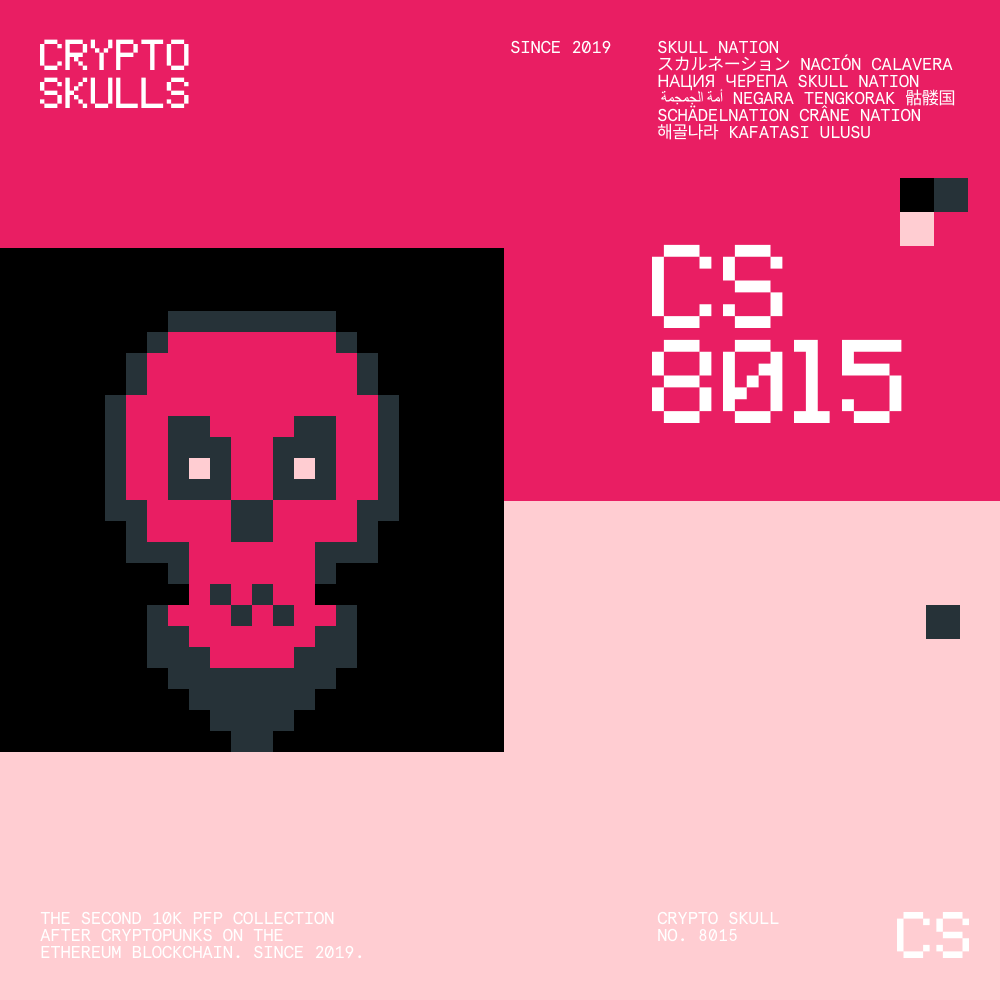 CRYPTO
SKULLS
SINCE 2019
SKULL NATION
スカルネーション NACIÓN CALAVERA
НАЦИЯ ЧЕРЕПА SKULL NATION
أمة الجمجمة NEGARA TENGKORAK 骷髅国
SCHÄDELNATION CRÂNE NATION
해골나라 KAFATASI ULUSU
CS
8015
THE SECOND 10K PFP COLLECTION
AFTER CRYPTOPUNKS ON THE
ETHEREUM BLOCKCHAIN. SINCE 2019.
CRYPTO SKULL
NO. 8015
CS